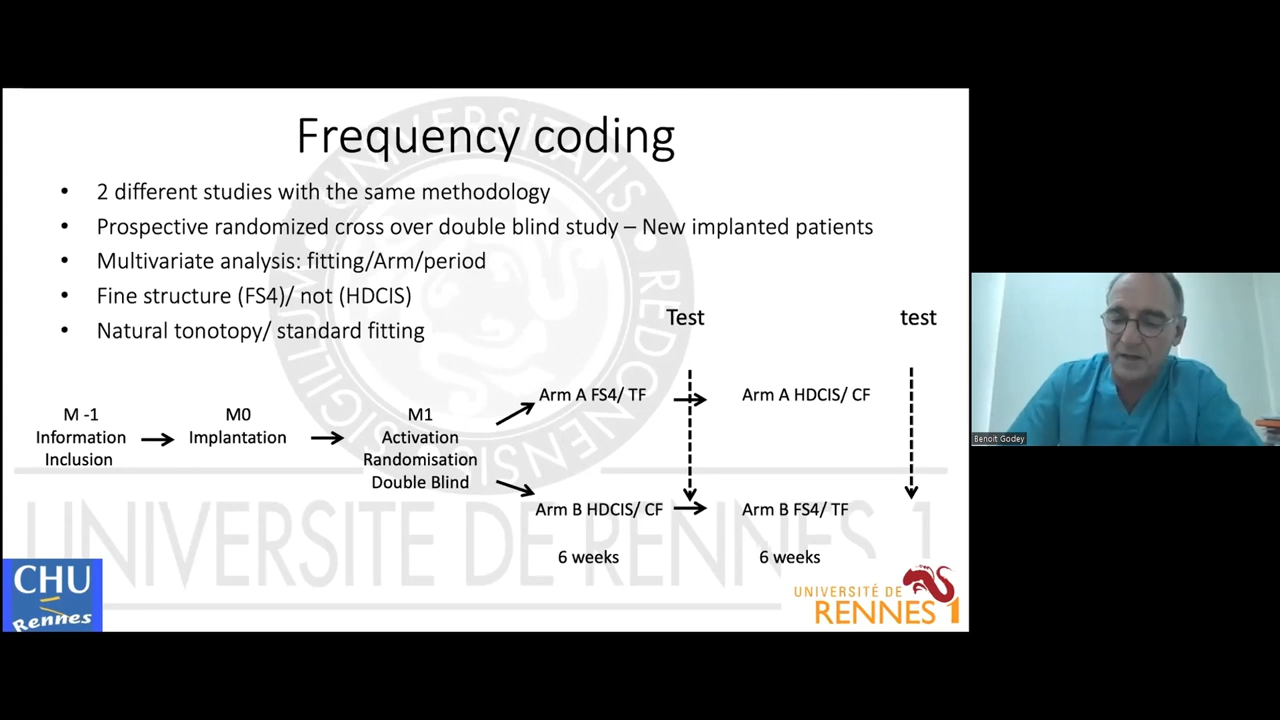 Frequency coding
• 2 different studies with the same methodology
• Prospective randomized cross over double blind study – New implanted patients
• Multivariate analysis: fitting/Arm/period
• Fine structure (FS4)/ not (HDCIS)
• Natural tonotopy/ standard fitting
Test
test
M -1
Information
Inclusion
M0
Implantation
M1
Activation
Randomisation
Double Blind
Arm A FS4/ TF
Arm A HDCIS/ CF
Arm B HDCIS/ CF
Arm B FS4/ TF
6 weeks
6 weeks
CHU
Rennes
UNIVERSITÉ DE
RENNES 1
UNIVERSITE DE RENNES 1
SIGILLUM UNIVERSITATIS REDONENSIS
Benoit Godey